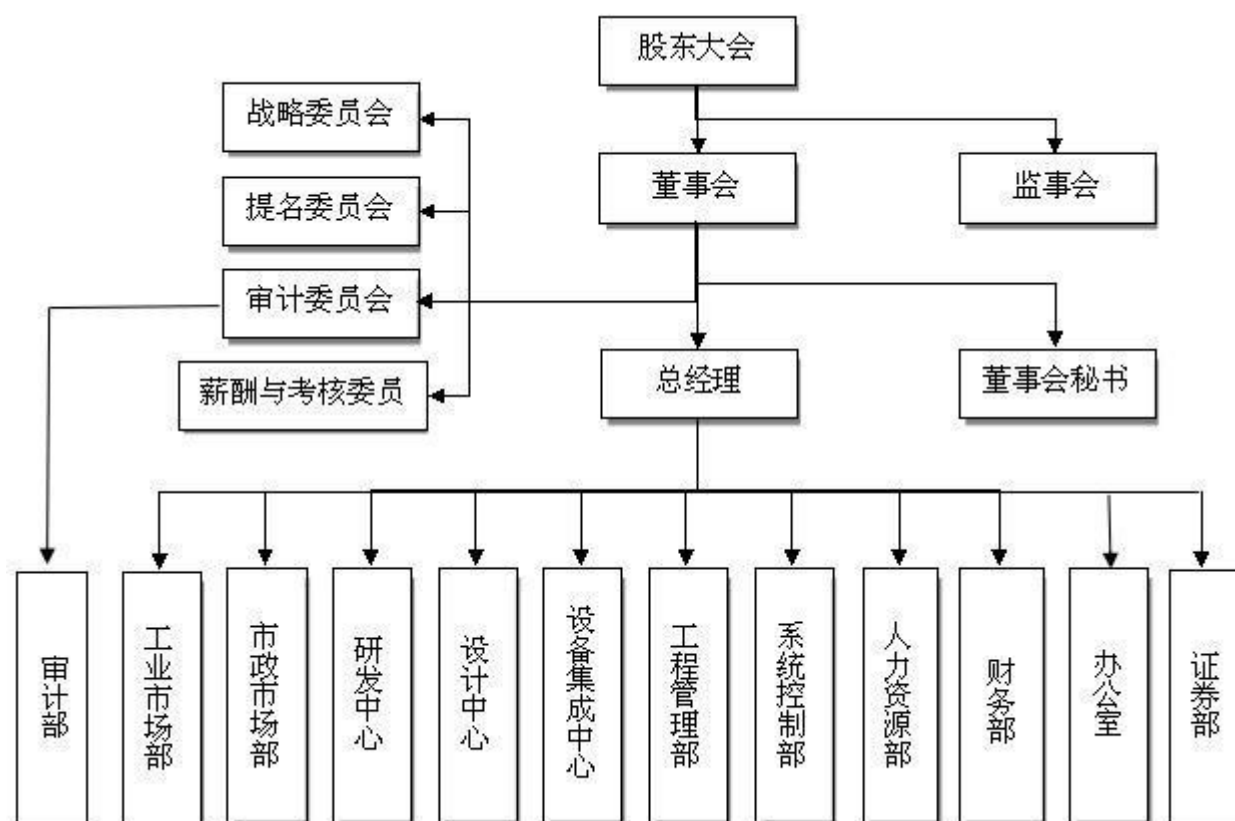 股东大会
战略委员会
董事会
监事会
提名委员会
审计委员会
总经理
董事会秘书
薪酬与考核委员
审计部
工业市场部
市政市场部
研发中心
设计中心
设备集成中心
工程管理部
系统控制部
人力资源部
财务部
办公室
证券部